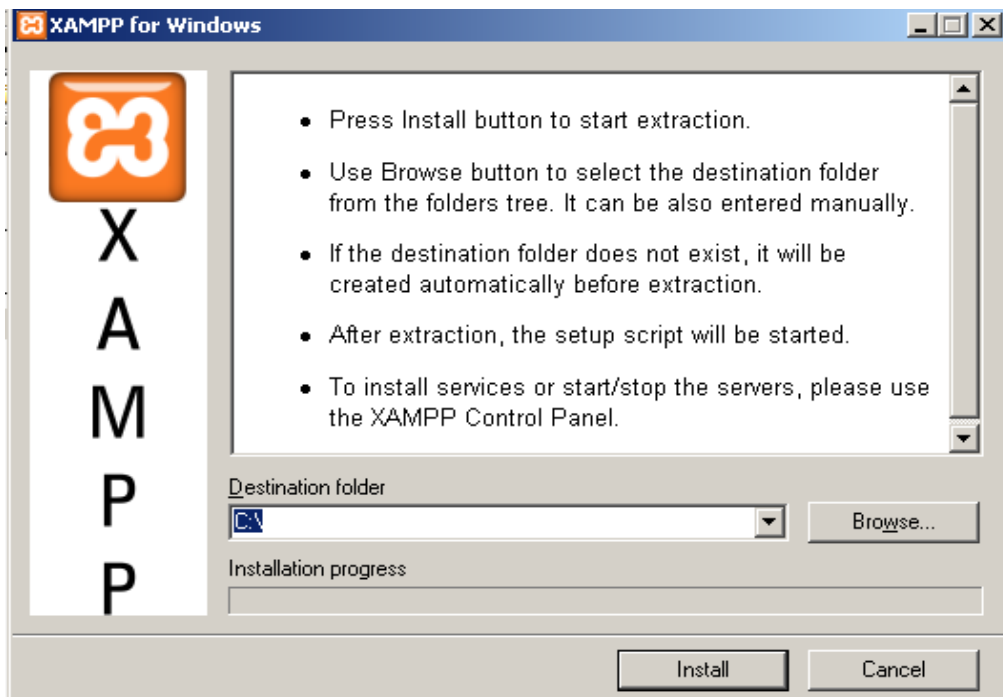 XAMPP for Windows
X
A
M
P
P
• Press Install button to start extraction.
• Use Browse button to select the destination folder
from the folders tree. It can be also entered manually.
• If the destination folder does not exist, it will be
created automatically before extraction.
• After extraction, the setup script will be started.
• To install services or start/stop the servers, please use
the XAMPP Control Panel.
Destination folder
C:\
Browse...
Installation progress
Install
Cancel